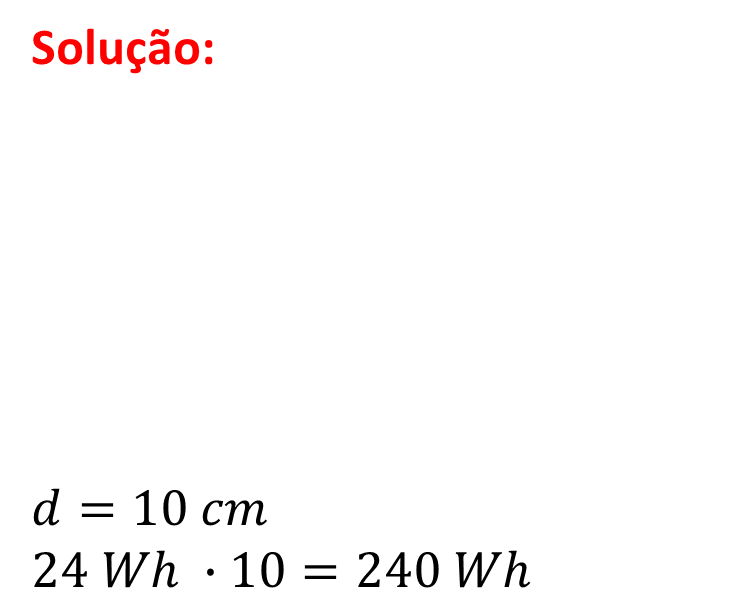 Solução:
d = 10 cm
24 Wh · 10 = 240 Wh